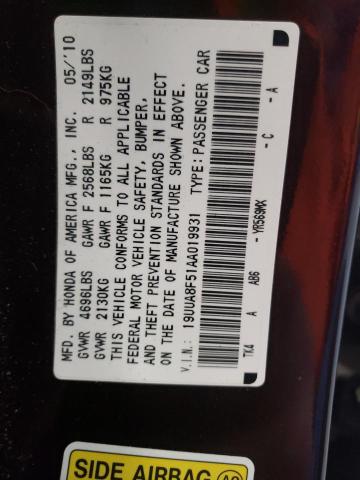 MFD. BY HONDA OF AMERICA MFG., INC. 05/'10
GVWR 4696LBS GAWR F 2568LBS R 2149LBS
GVWR 2130KG GAWR F 1165KG R 975KG
THIS VEHICLE CONFORMS TO ALL APPLICABLE
FEDERAL MOTOR VEHICLE SAFETY, BUMPER,
AND THEFT PREVENTION STANDARDS IN EFFECT
ON THE DATE OF MANUFACTURE SHOWN ABOVE.
V.I.N.: 19UUA8F51AA019931 TYPE: PASSENGER CAR
TK4 A AB6 -YR569MX -C -A
SIDE AIRBAG